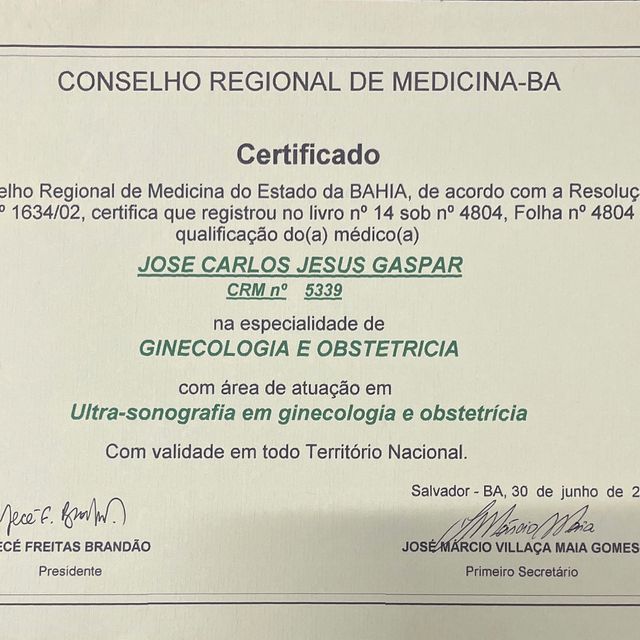 CONSELHO REGIONAL DE MEDICINA-BA
Certificado
elho Regional de Medicina do Estado da BAHIA, de acordo com a Resoluç
º 1634/02, certifica que registrou no livro nº 14 sob nº 4804, Folha nº 4804
qualificação do(a) médico(a)
JOSE CARLOS JESUS GASPAR
CRM nº 5339
na especialidade de
GINECOLOGIA E OBSTETRICIA
com área de atuação em
Ultra-sonografia em ginecologia e obstetrícia
Com validade em todo Território Nacional.
Salvador - BA, 30 de junho de 2
ECÉ FREITAS BRANDÃO
JOSÉ MÁRCIO VILLAÇA MAIA GOMES
Presidente
Primeiro Secretário